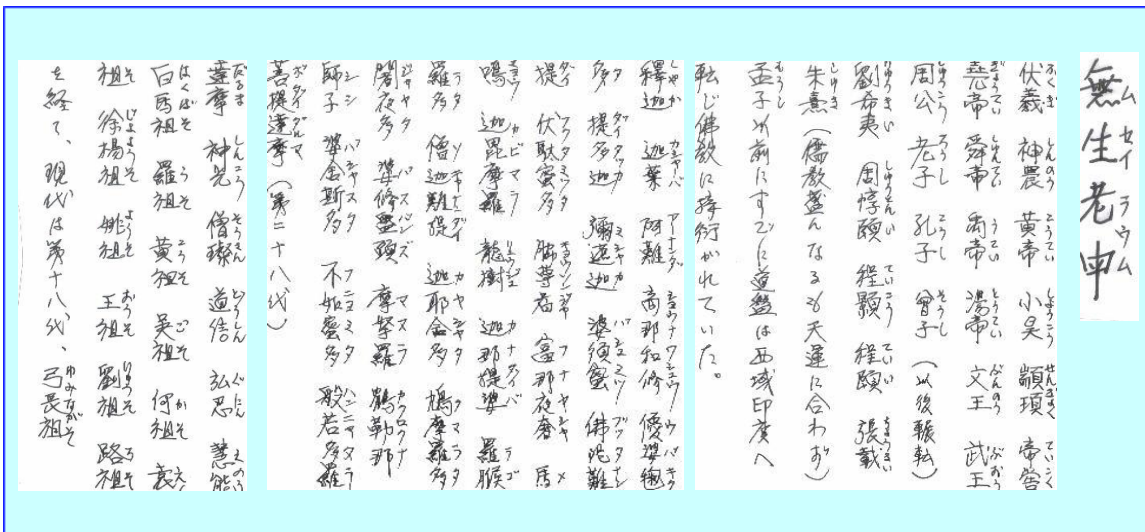 無生老申
ムセイラウム
伏羲 神農 黄帝 小昊 顓頊 帝嚳
堯帝 舜帝 禹帝 湯帝 文王 武王
周公 老子 孔子 曾子 (以後輾転)
劉希夷 周惇頤 程顥 程頤 張載
朱熹(儒教盛んなるも天運に合わず)
孟子の前にすでに道盤は西域印度へ
転じ佛教に移行かれていた。
釋迦 迦葉 阿難 商那和修 優婆毱
多 提多迦 彌遮迦 婆須蜜 佛陀難
提 伏駄蜜多 脇尊者 富那夜奢 馬
鳴 迦毘摩羅 龍樹 迦那提婆 羅睺
羅多 僧迦難提 迦耶舎多 鳩摩羅多
闍夜多 婆修盤頭 摩拏羅 鶴勒那
師子 婆舎斯多 不如蜜多 般若多羅
菩提達摩(第二十八代)
達摩 神光 僧璨 道信 弘忍 慧能
白馬祖 羅祖 黄祖 呉祖 何祖 袁
祖 徐楊祖 姚祖 王祖 劉祖 路祖
を経て、現代は第十八代、弓長祖